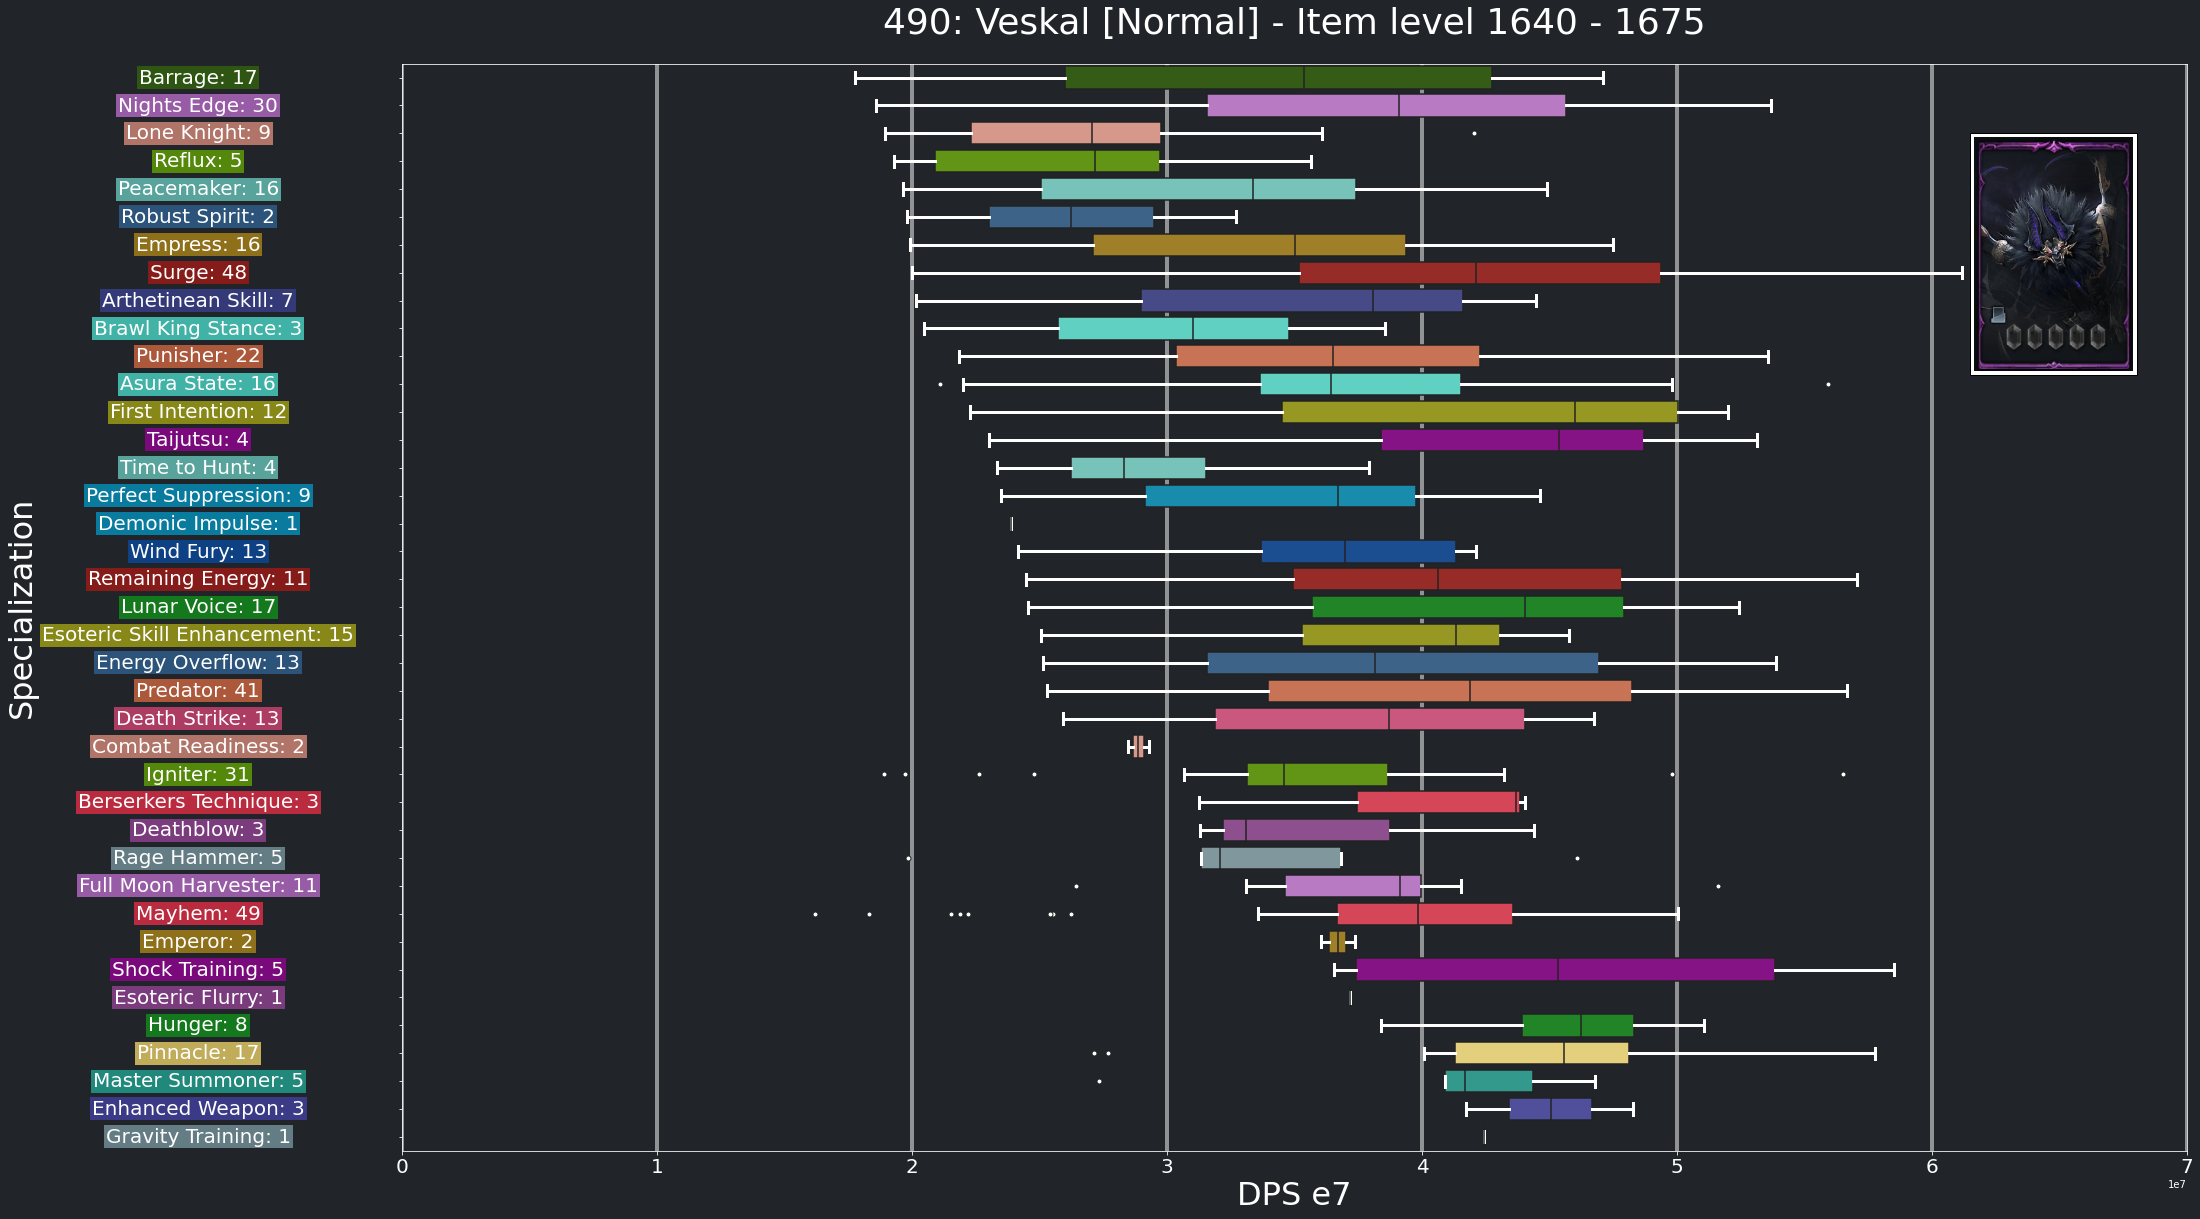 490: Veskal [Normal] - Item level 1640 - 1675
Specialization
Barrage: 17
Nights Edge: 30
Lone Knight: 9
Reflux: 5
Peacemaker: 16
Robust Spirit: 2
Empress: 16
Surge: 48
Arthetinean Skill: 7
Brawl King Stance: 3
Punisher: 22
Asura State: 16
First Intention: 12
Taijutsu: 4
Time to Hunt: 4
Perfect Suppression: 9
Demonic Impulse: 1
Wind Fury: 13
Remaining Energy: 11
Lunar Voice: 17
Esoteric Skill Enhancement: 15
Energy Overflow: 13
Predator: 41
Death Strike: 13
Combat Readiness: 2
Igniter: 31
Berserkers Technique: 3
Deathblow: 3
Rage Hammer: 5
Full Moon Harvester: 11
Mayhem: 49
Emperor: 2
Shock Training: 5
Esoteric Flurry: 1
Hunger: 8
Pinnacle: 17
Master Summoner: 5
Enhanced Weapon: 3
Gravity Training: 1
0 1 2 3 4 5 6 7
1e7
DPS e7